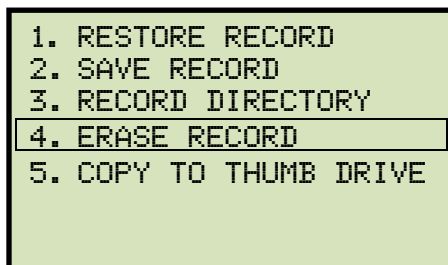 1. RESTORE RECORD
2. SAVE RECORD
3. RECORD DIRECTORY
4. ERASE RECORD
5. COPY TO THUMB DRIVE